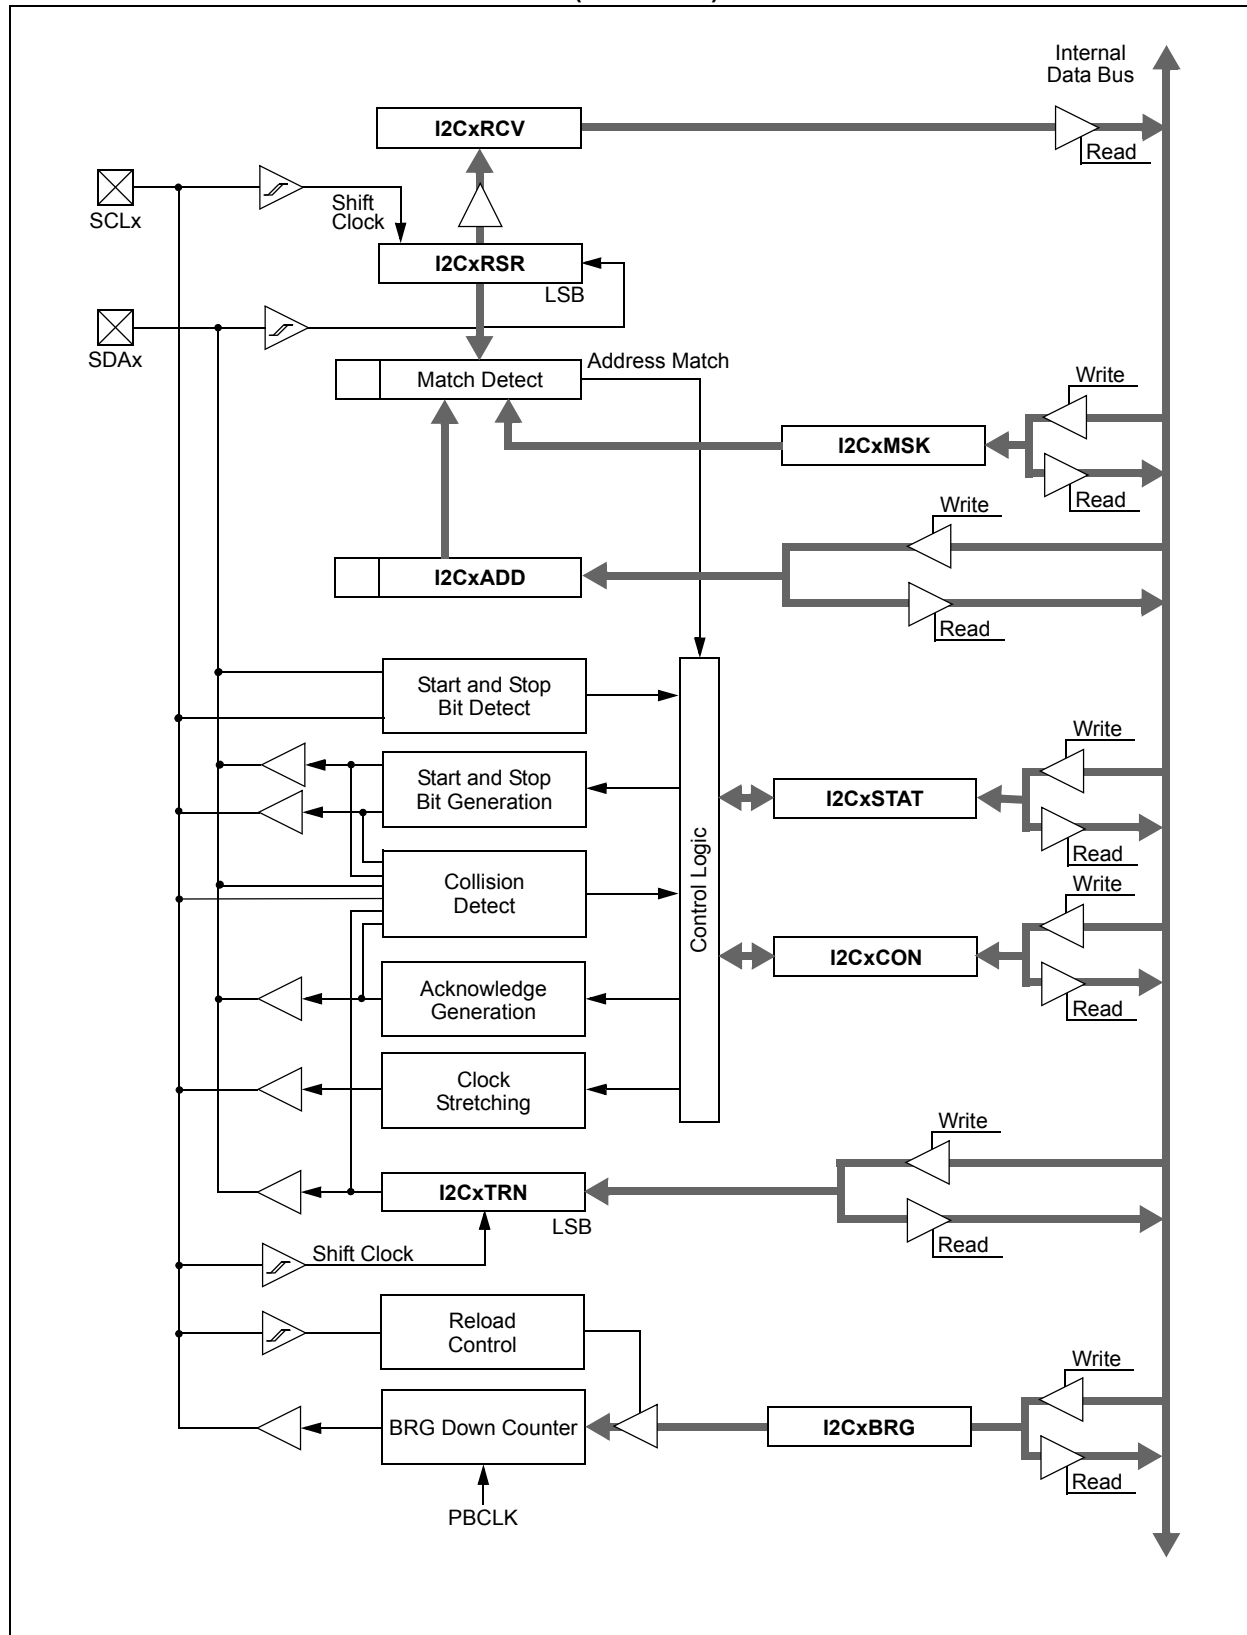 Internal
Data Bus
I2CxRCV
Read
SCLx
Shift
Clock
I2CxRSR
LSB
SDAx
Address Match
Match Detect
Write
I2CxMSK
Read
Write
I2CxADD
Read
Start and Stop
Bit Detect
Write
Start and Stop
Bit Generation
I2CxSTAT
Read
Control Logic
Collision
Detect
Write
I2CxCON
Acknowledge
Generation
Read
Clock
Stretching
Write
I2CxTRN
LSB
Read
Shift Clock
Reload
Control
Write
BRG Down Counter
I2CxBRG
Read
PBCLK